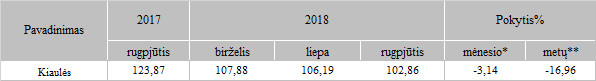 Pavadinimas 2017 2018 Pokytis%
rugpjūtis birželis liepa rugpjūtis mėnesio* metų**
Kiaulės 123,87 107,88 106,19 102,86 -3,14 -16,96